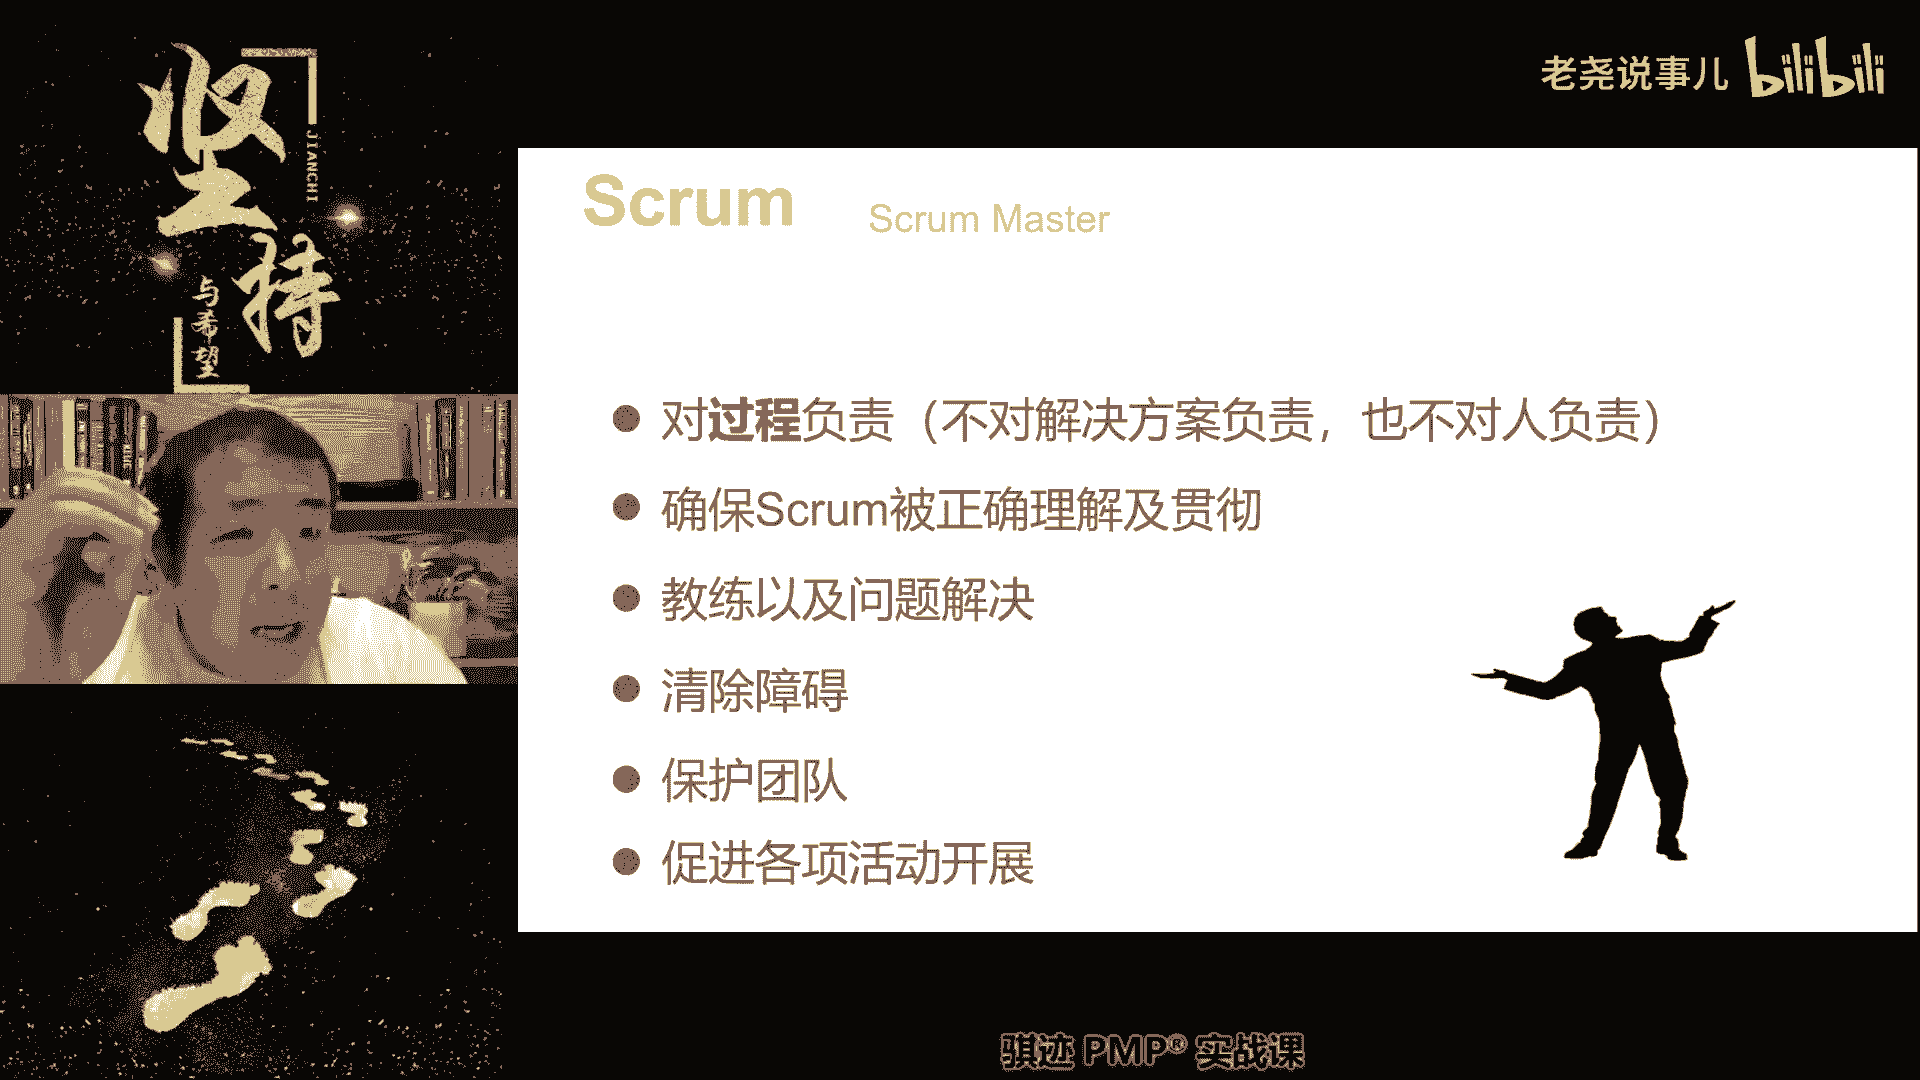 坚持
JIANCHI
与希望
老尧说事儿 bilibili
Scrum Scrum Master
对过程负责（不对解决方案负责，也不对人负责）
确保Scrum被正确理解及贯彻
教练以及问题解决
清除障碍
保护团队
促进各项活动开展
骐迹 PMP® 实战课